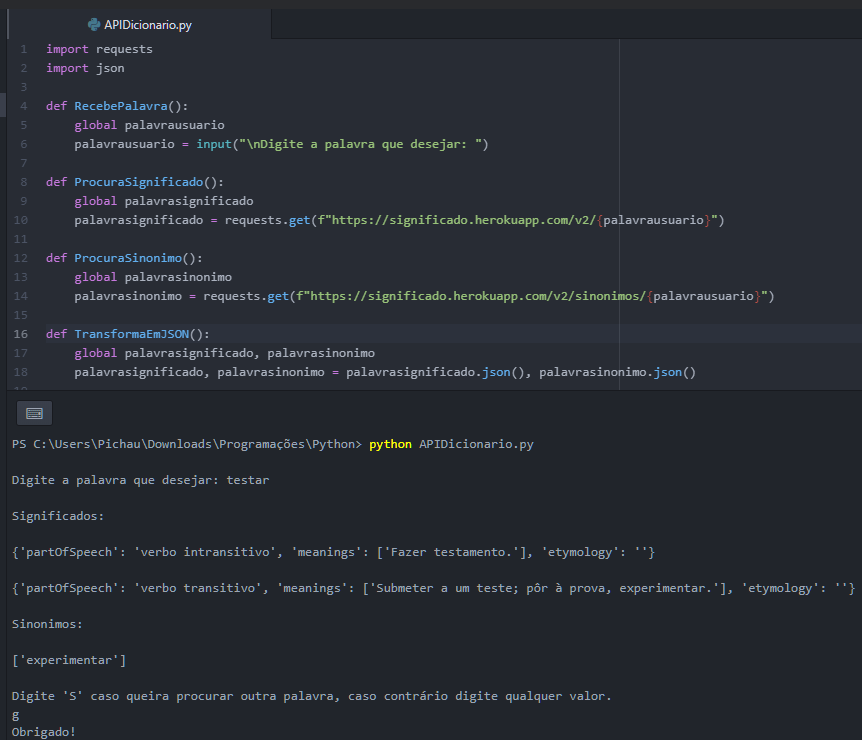 APIDicionario.py
1 import requests
2 import json
3
4 def RecebePalavra():
5     global palavrausuario
6     palavrausuario = input("\nDigite a palavra que desejar: ")
7
8 def ProcuraSignificado():
9     global palavrasignificado
10     palavrasignificado = requests.get(f"https://significado.herokuapp.com/v2/{palavrausuario}")
11
12 def ProcuraSinonimo():
13     global palavrasinonimo
14     palavrasinonimo = requests.get(f"https://significado.herokuapp.com/v2/sinonimos/{palavrausuario}")
15
16 def TransformaEmJSON():
17     global palavrasignificado, palavrasinonimo
18     palavrasignificado, palavrasinonimo = palavrasignificado.json(), palavrasinonimo.json()
PS C:\Users\Pichau\Downloads\Programações\Python> python APIDicionario.py
Digite a palavra que desejar: testar
Significados:
{'partOfSpeech': 'verbo intransitivo', 'meanings': ['Fazer testamento.'], 'etymology': ''}
{'partOfSpeech': 'verbo transitivo', 'meanings': ['Submeter a um teste; pôr à prova, experimentar.'], 'etymology': ''}
Sinonimos:
['experimentar']
Digite 'S' caso queira procurar outra palavra, caso contrário digite qualquer valor.
g
Obrigado!